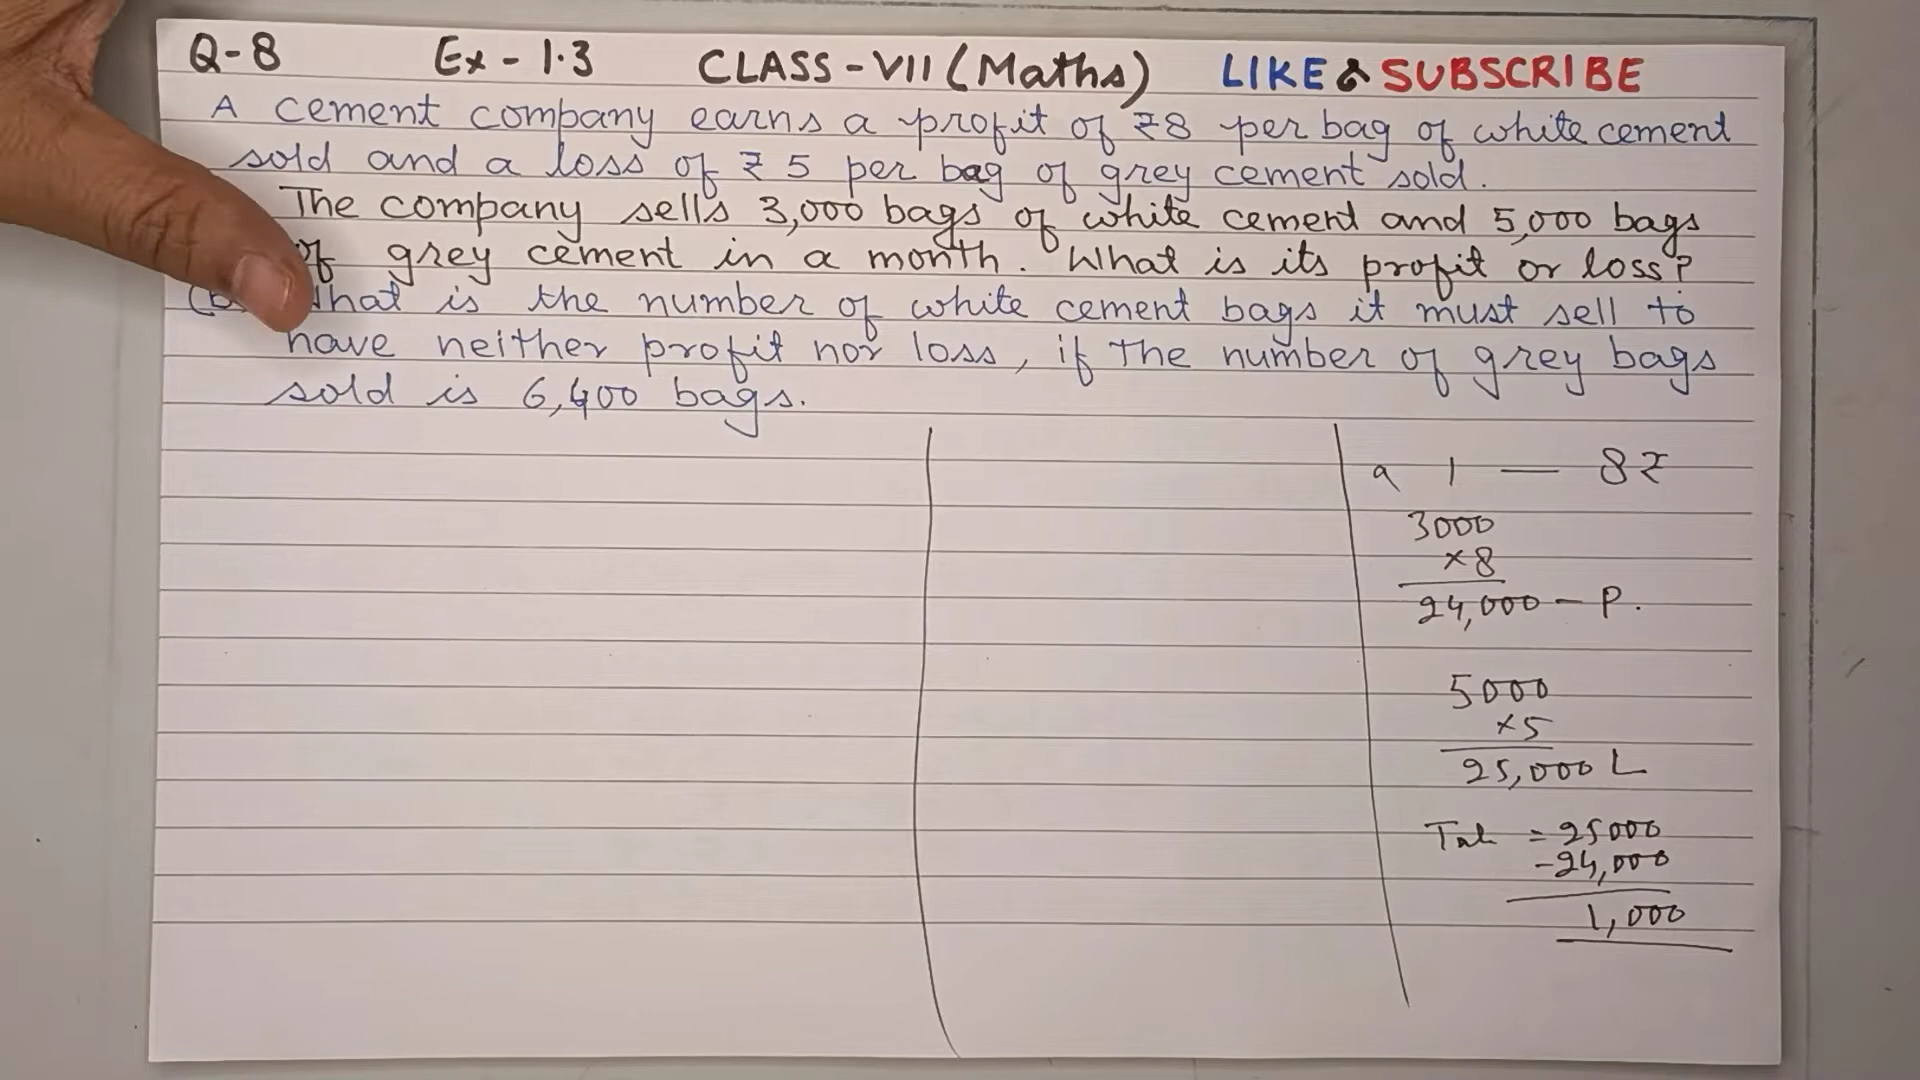 Q-8 Ex-1.3 CLASS-VII (Maths) LIKE & SUBSCRIBE
A cement company earns a profit of ₹8 per bag of white cement
sold and a loss of ₹5 per bag of grey cement sold.
The company sells 3,000 bags of white cement and 5,000 bags
of grey cement in a month. What is its profit or loss?
(b) What is the number of white cement bags it must sell to
have neither profit nor loss, if the number of grey bags
sold is 6,400 bags.
a 1 — 8₹
3000
×8
24,000 - P.
5000
×5
25,000 L
= 25000
-24,000
1,000